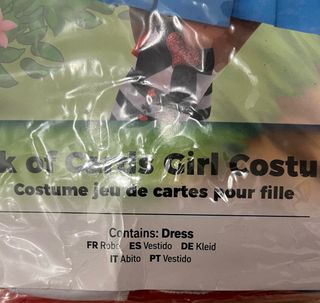 k of Cards Girl Costu
Costume jeu de cartes pour fille
Contains: Dress
FR Robe ES Vestido DE Kleid
IT Abito PT Vestido